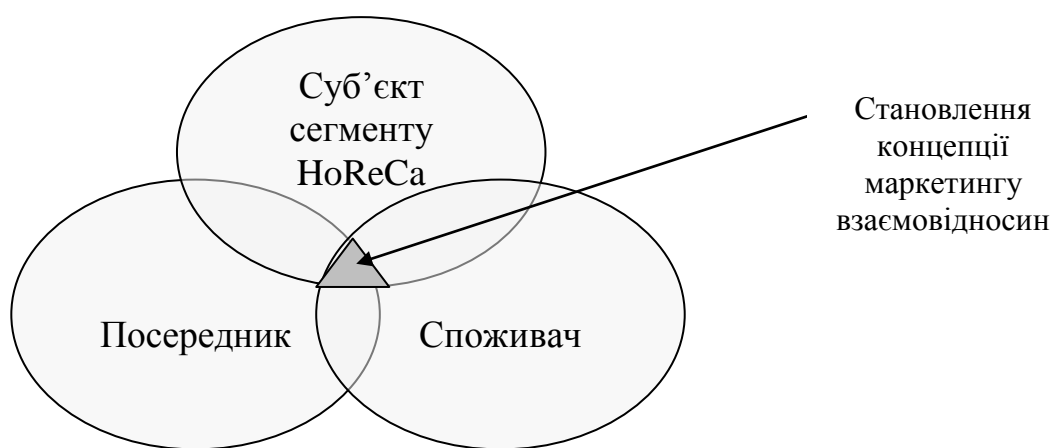 Суб’єкт
сегменту
HoReCa
Становлення
концепції
маркетингу
взаємовідносин
Посередник
Споживач